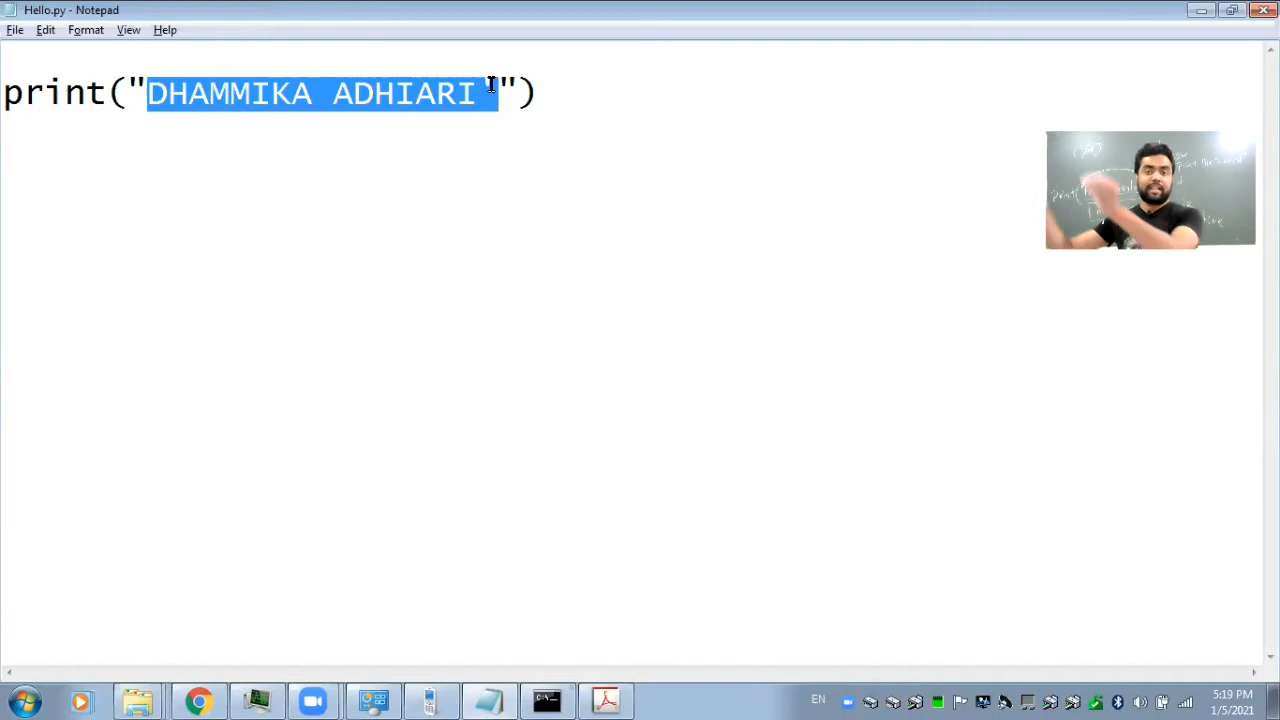 Hello.py - Notepad
File Edit Format View Help
print("DHAMMIKA ADHIARI ")
EN
5:19 PM
1/5/2021